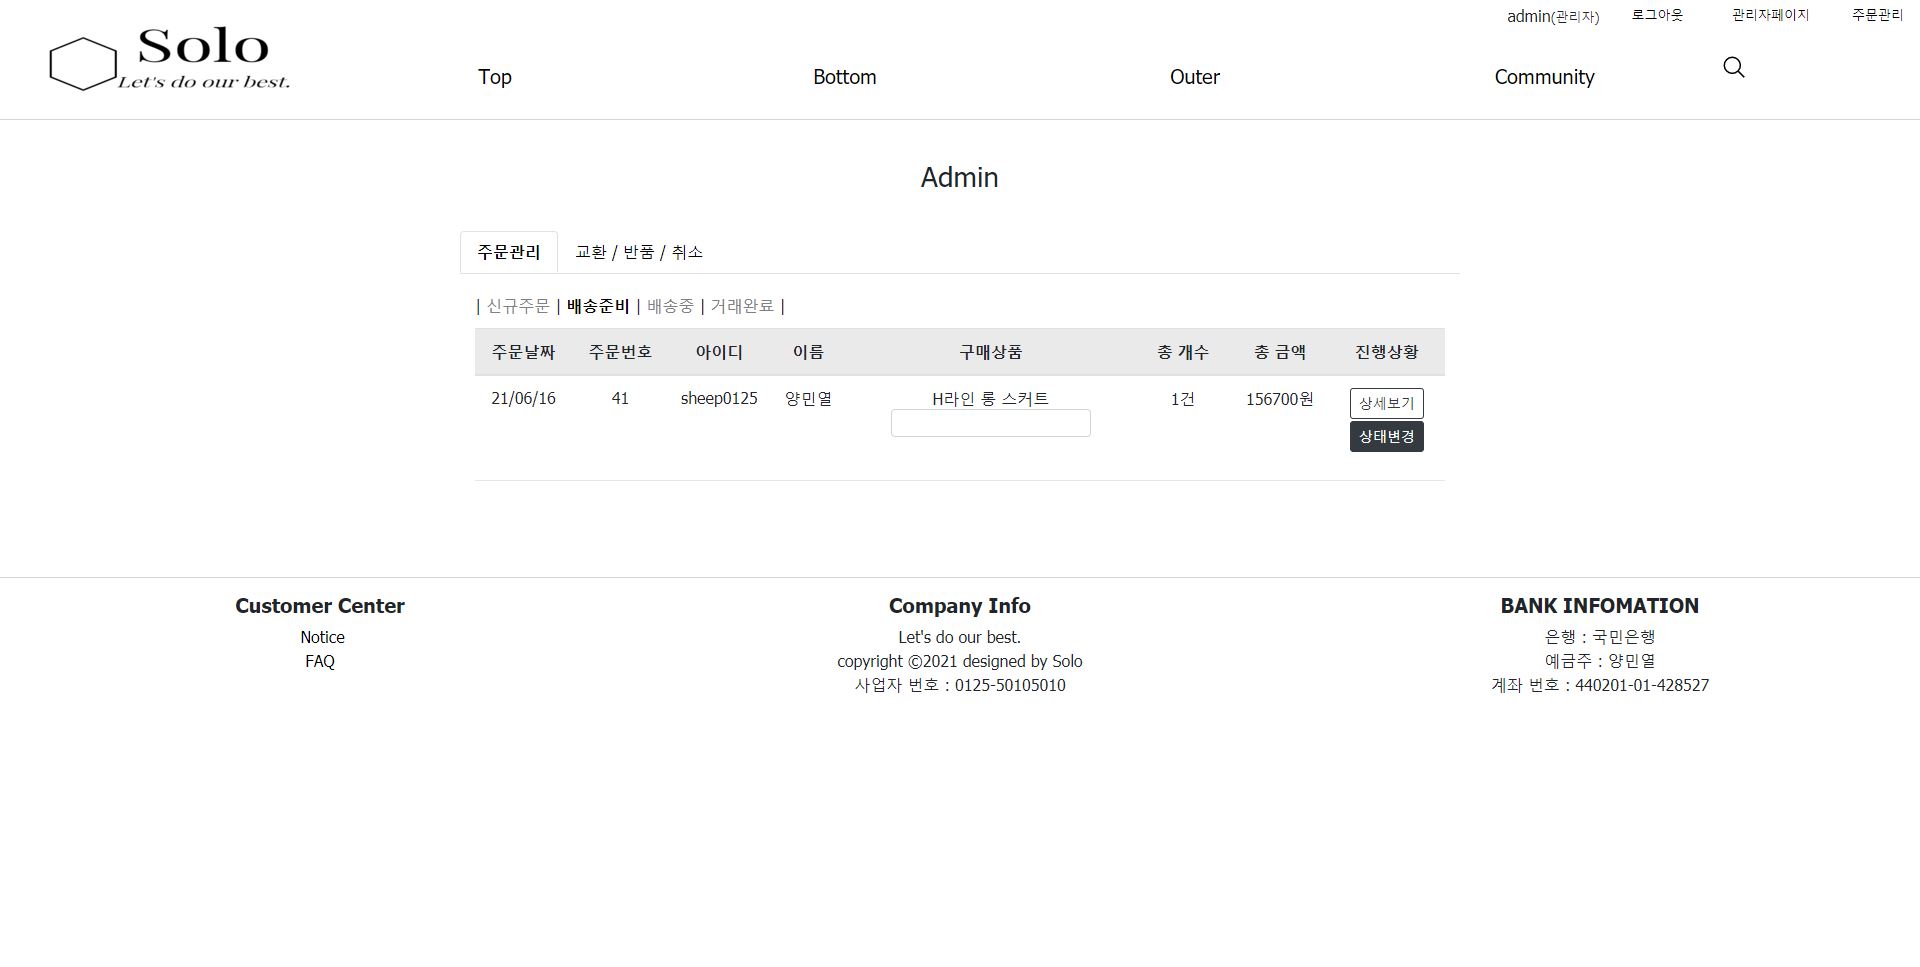 admin(관리자) 로그아웃 관리자페이지 주문관리
Solo
Let's do our best.
Top Bottom Outer Community
Admin
주문관리 교환 / 반품 / 취소
| 신규주문 | 배송준비 | 배송중 | 거래완료 |
주문날짜 주문번호 아이디 이름 구매상품 총 개수 총 금액 진행상황
21/06/16 41 sheep0125 양민열 H라인 롱 스커트 1건 156700원 상세보기
상태변경
Customer Center
Notice
FAQ
Company Info
Let's do our best.
copyright ©2021 designed by Solo
사업자 번호 : 0125-50105010
BANK INFOMATION
은행 : 국민은행
예금주 : 양민열
계좌 번호 : 440201-01-428527